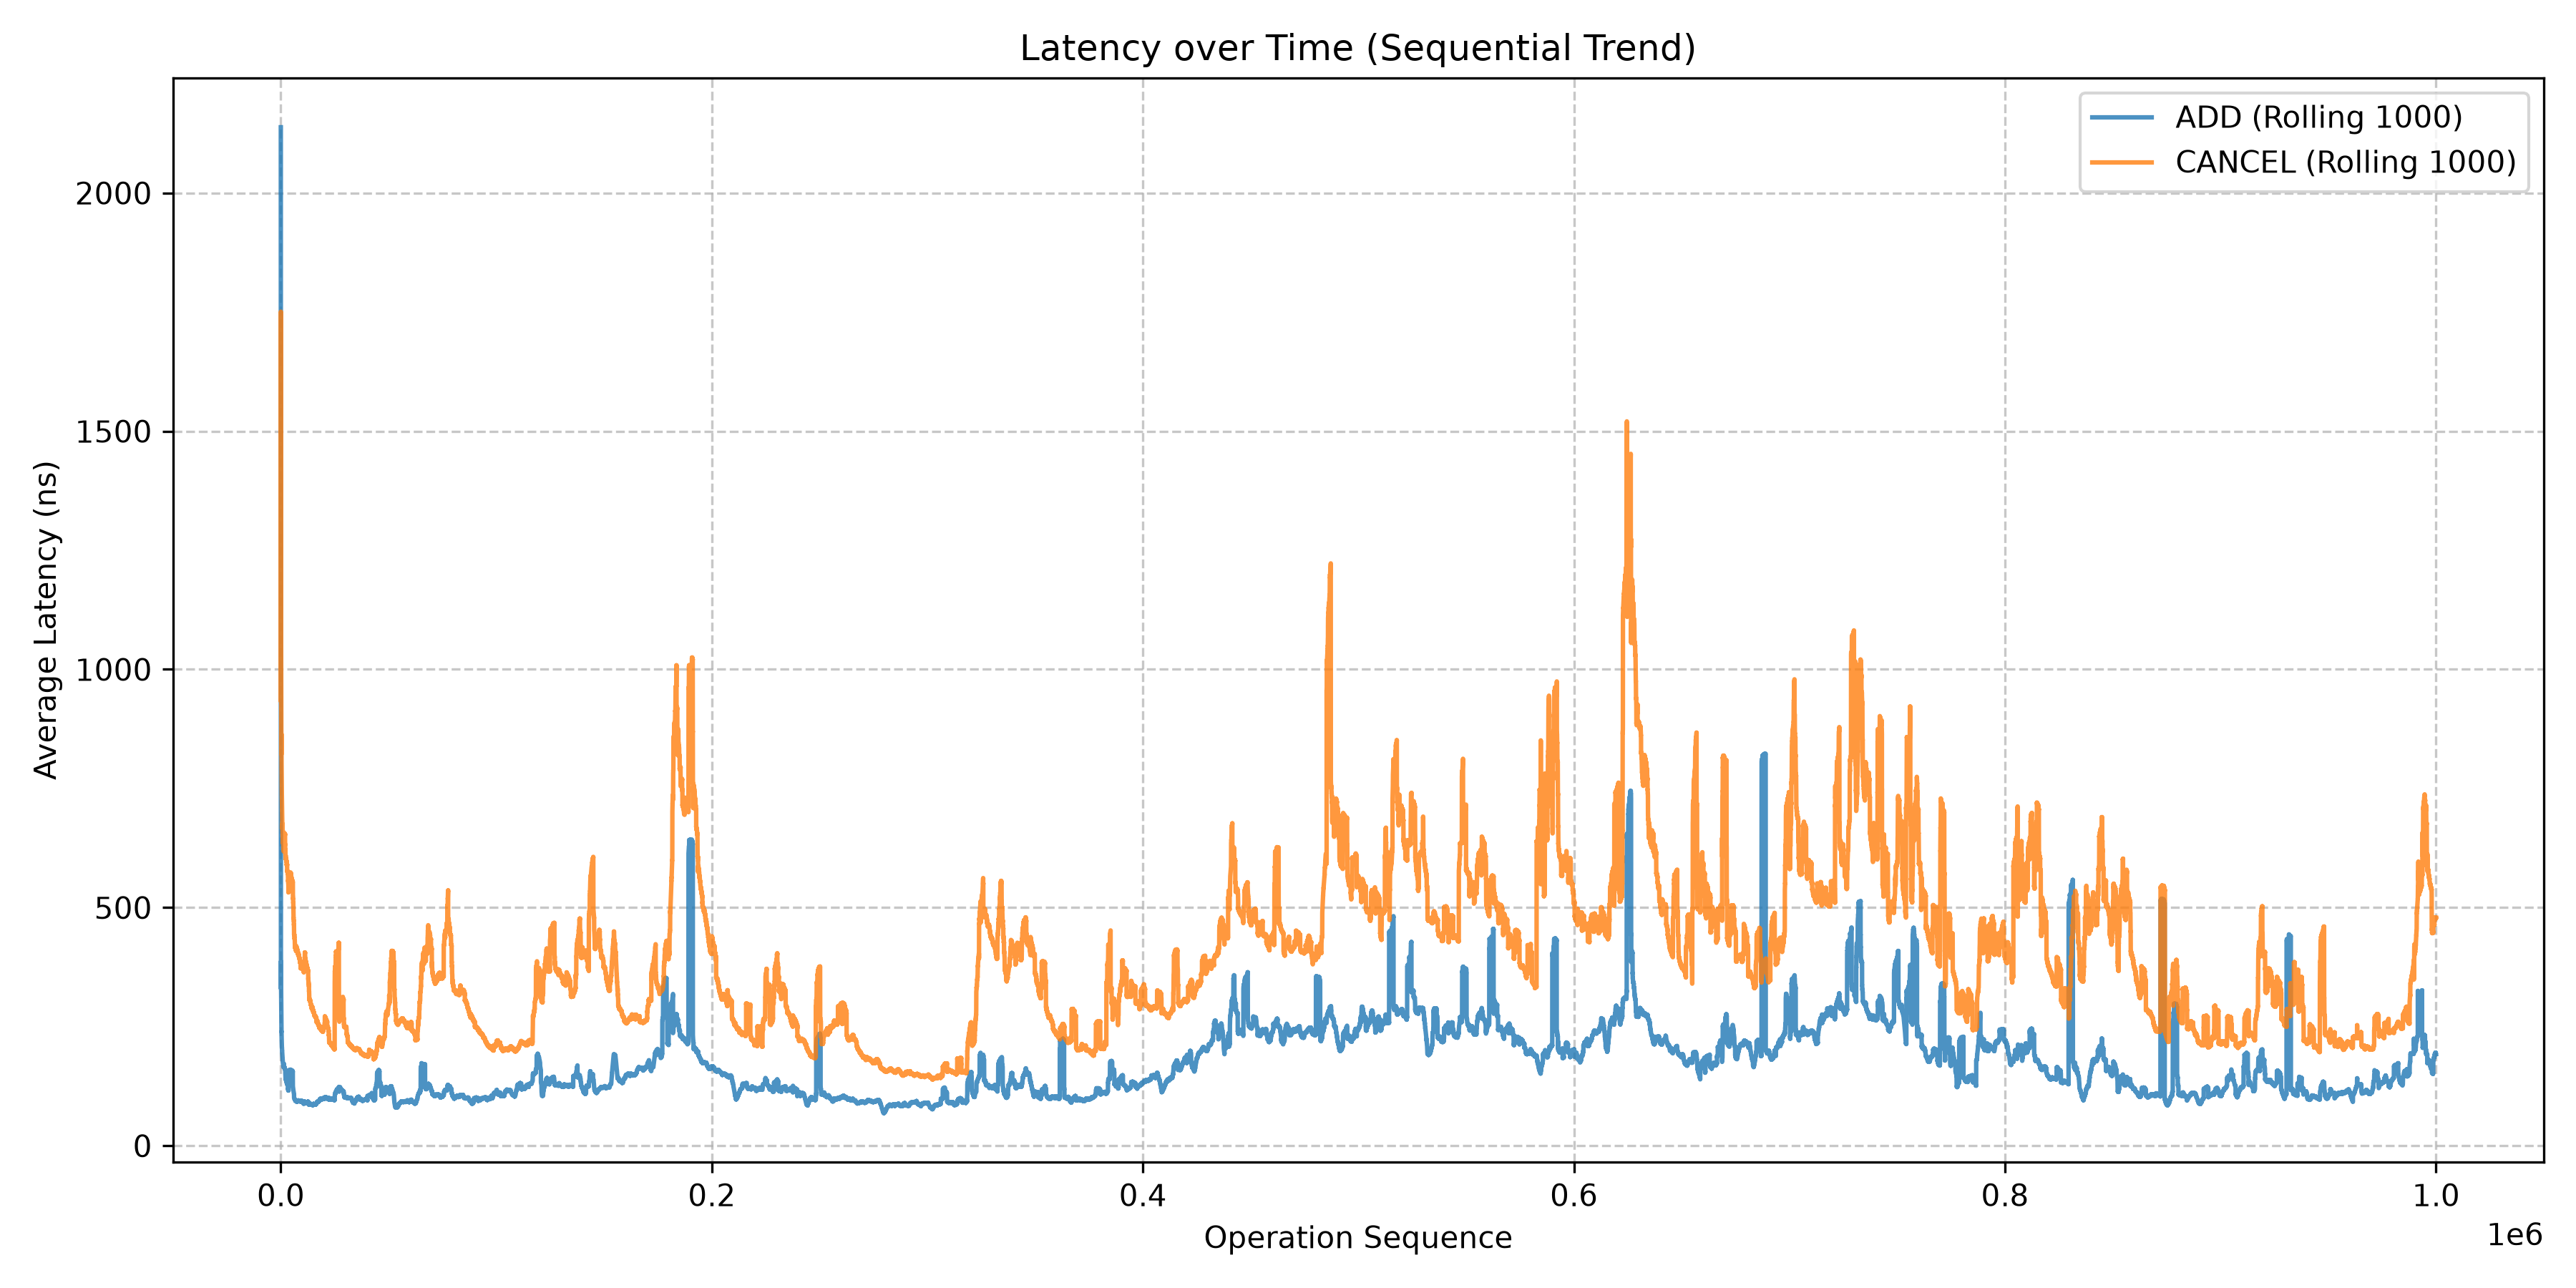 Latency over Time (Sequential Trend)
ADD (Rolling 1000)
CANCEL (Rolling 1000)
Average Latency (ns)
2000
1500
1000
500
0
0.0 0.2 0.4 0.6 0.8 1.0
1e6
Operation Sequence